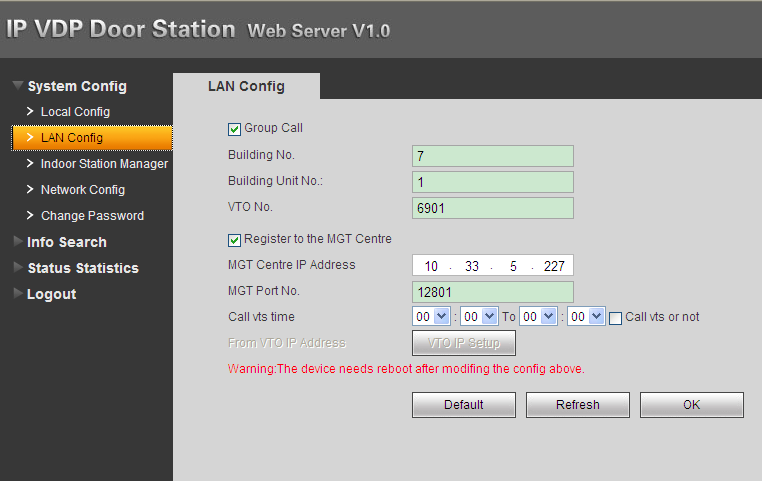 IP VDP Door Station Web Server V1.0
System Config
Local Config
LAN Config
Indoor Station Manager
Network Config
Change Password
Info Search
Status Statistics
Logout
LAN Config
Group Call
Building No. 7
Building Unit No.: 1
VTO No. 6901
Register to the MGT Centre
MGT Centre IP Address 10 . 33 . 5 . 227
MGT Port No. 12801
Call vts time 00 : 00 To 00 : 00 Call vts or not
From VTO IP Address VTO IP Setup
Warning:The device needs reboot after modifing the config above.
Default Refresh OK